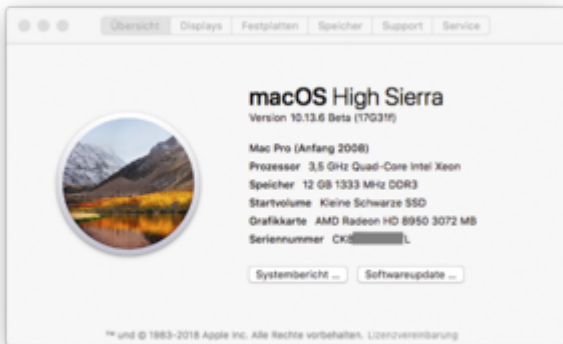 Übersicht Displays Festplatten Speicher Support Service
macOS High Sierra
Version 10.13.6 Beta (17G31f)
Mac Pro (Anfang 2008)
Prozessor 3,5 GHz Quad-Core Intel Xeon
Speicher 12 GB 1333 MHz DDR3
Startvolume Kleine Schwarze SSD
Grafikkarte AMD Radeon HD 8950 3072 MB
Seriennummer CK8 L
Systembericht ... Softwareupdate ...
™ und © 1983-2018 Apple Inc. Alle Rechte vorbehalten. Lizenzvereinbarung